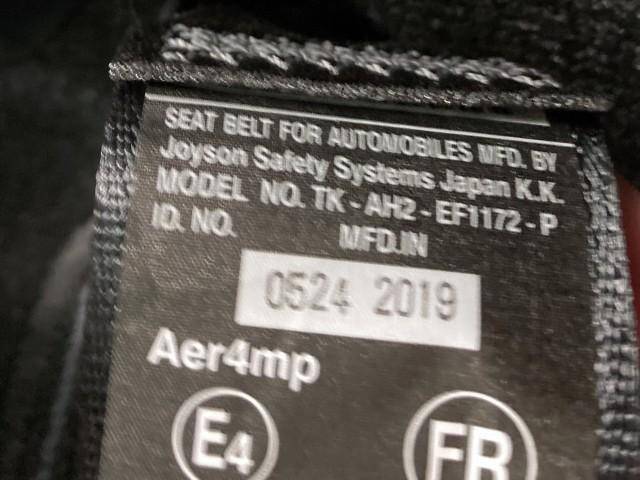 SEAT BELT FOR AUTOMOBILES MFD. BY
Joyson Safety Systems Japan K.K.
MODEL NO. TK - AH2 - EF1172 - P
ID. NO. MFD.IN
0524 2019
Aer4mp
E4 FR